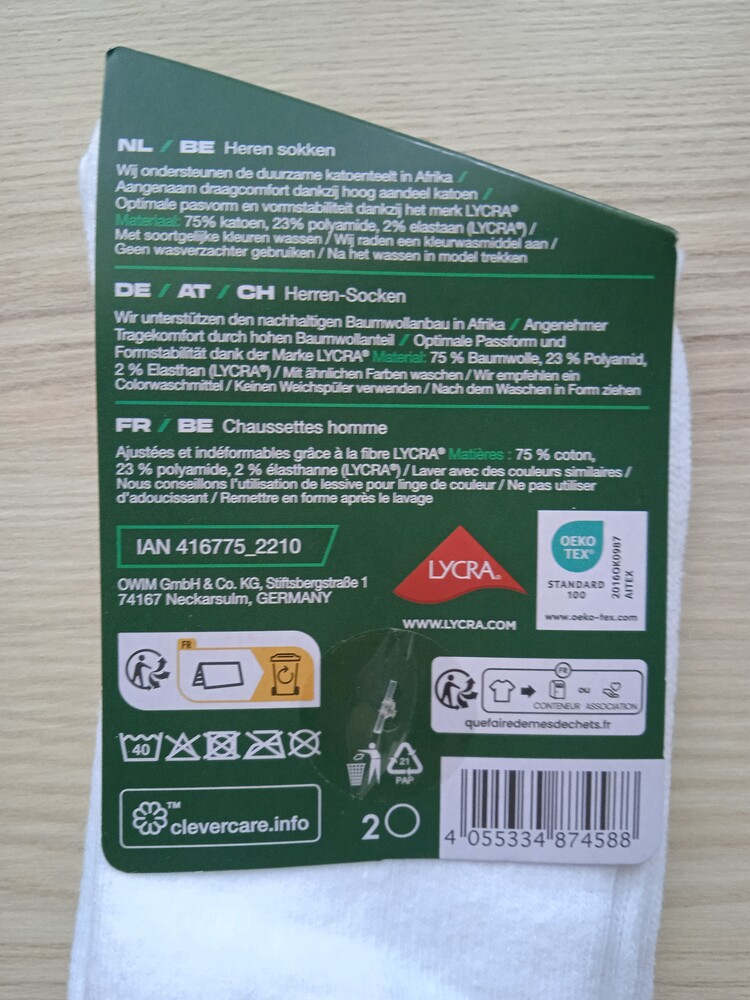 NL / BE Heren sokken
Wij ondersteunen de duurzame katoenteelt in Afrika /
Aangenaam draagcomfort dankzij hoog aandeel katoen /
Optimale pasvorm en vormstabiliteit dankzij het merk LYCRA®
Materiaal: 75% katoen, 23% polyamide, 2% elastaan (LYCRA®) /
Met soortgelijke kleuren wassen / Wij raden een kleurwasmiddel aan /
Geen wasverzachter gebruiken / Na het wassen in model trekken
DE / AT / CH Herren-Socken
Wir unterstützen den nachhaltigen Baumwollanbau in Afrika / Angenehmer
Tragekomfort durch hohen Baumwollanteil / Optimale Passform und
Formstabilität dank der Marke LYCRA® Material: 75 % Baumwolle, 23 % Polyamid,
2 % Elasthan (LYCRA®) / Mit ähnlichen Farben waschen / Wir empfehlen ein
Colorwaschmittel / Keinen Weichspüler verwenden / Nach dem Waschen in Form ziehen
FR / BE Chaussettes homme
Ajustées et indéformables grâce à la fibre LYCRA® Matières : 75 % coton,
23 % polyamide, 2 % élasthanne (LYCRA®) / Laver avec des couleurs similaires /
Nous conseillons l'utilisation de lessive pour linge de couleur / Ne pas utiliser
d'adoucissant / Remettre en forme après le lavage
IAN 416775_2210
OWIM GmbH & Co. KG, Stiftsbergstraße 1
74167 Neckarsulm, GERMANY
LYCRA®
WWW.LYCRA.COM
OEKO
TEX®
STANDARD
100
2016OK0987
AITEX
www.oeko-tex.com
FR
FR
OU
CONTENEUR ASSOCIATION
quefairedemesdechets.fr
40
21
PAP
™
clevercare.info
2
4 055334 874588